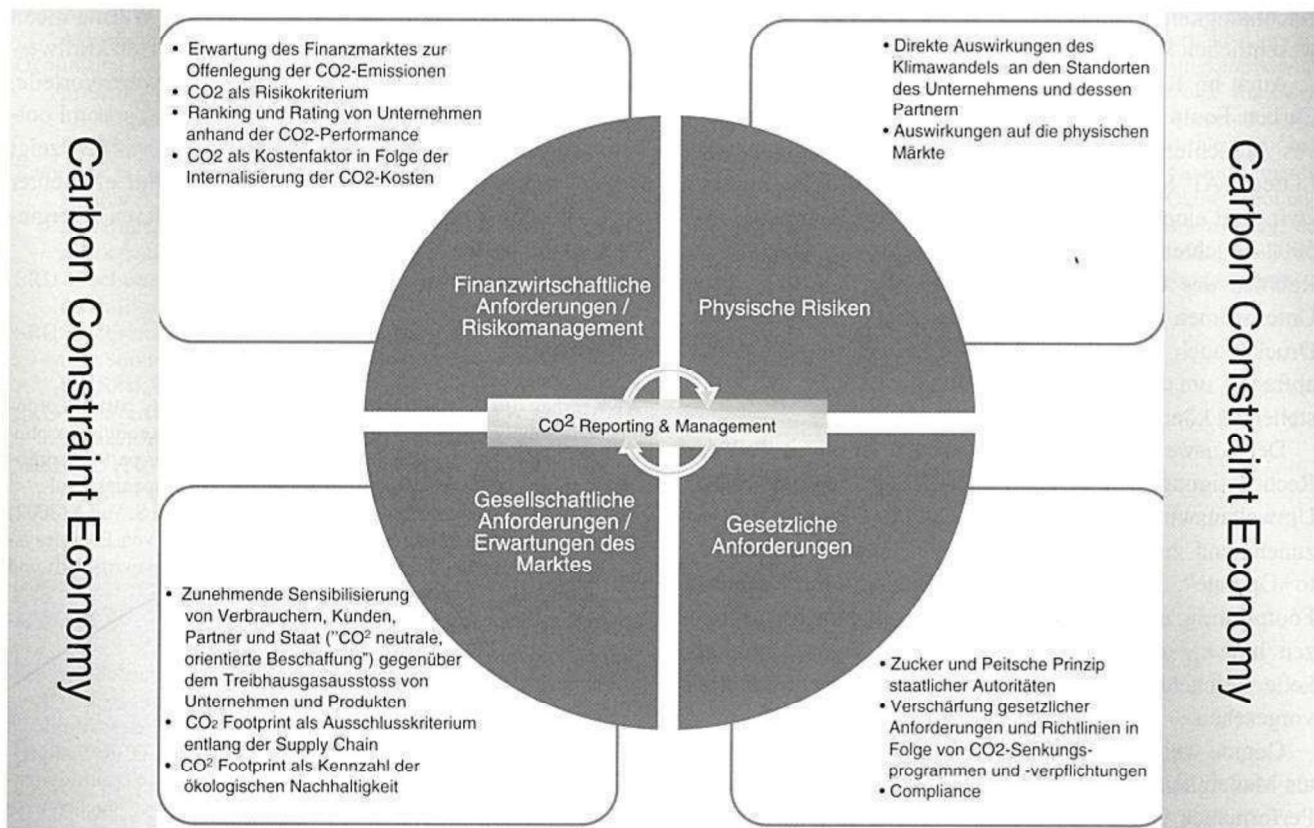 Carbon Constraint Economy
• Erwartung des Finanzmarktes zur
Offenlegung der CO2-Emissionen
• CO2 als Risikokriterium
• Ranking und Rating von Unternehmen
anhand der CO2-Performance
• CO2 als Kostenfaktor in Folge der
Internalisierung der CO2-Kosten
• Direkte Auswirkungen des
Klimawandels an den Standorten
des Unternehmens und dessen
Partnern
• Auswirkungen auf die physischen
Märkte
Finanzwirtschaftliche
Anforderungen /
Risikomanagement
Physische Risiken
CO² Reporting & Management
Gesellschaftliche
Anforderungen /
Erwartungen des
Marktes
Gesetzliche
Anforderungen
• Zunehmende Sensibilisierung
von Verbrauchern, Kunden,
Partner und Staat ("CO² neutrale,
orientierte Beschaffung") gegenüber
dem Treibhausgasausstoss von
Unternehmen und Produkten
• CO₂ Footprint als Ausschlusskriterium
entlang der Supply Chain
• CO² Footprint als Kennzahl der
ökologischen Nachhaltigkeit
• Zucker und Peitsche Prinzip
staatlicher Autoritäten
• Verschärfung gesetzlicher
Anforderungen und Richtlinien in
Folge von CO2-Senkungs-
programmen und -verpflichtungen
• Compliance
Carbon Constraint Economy